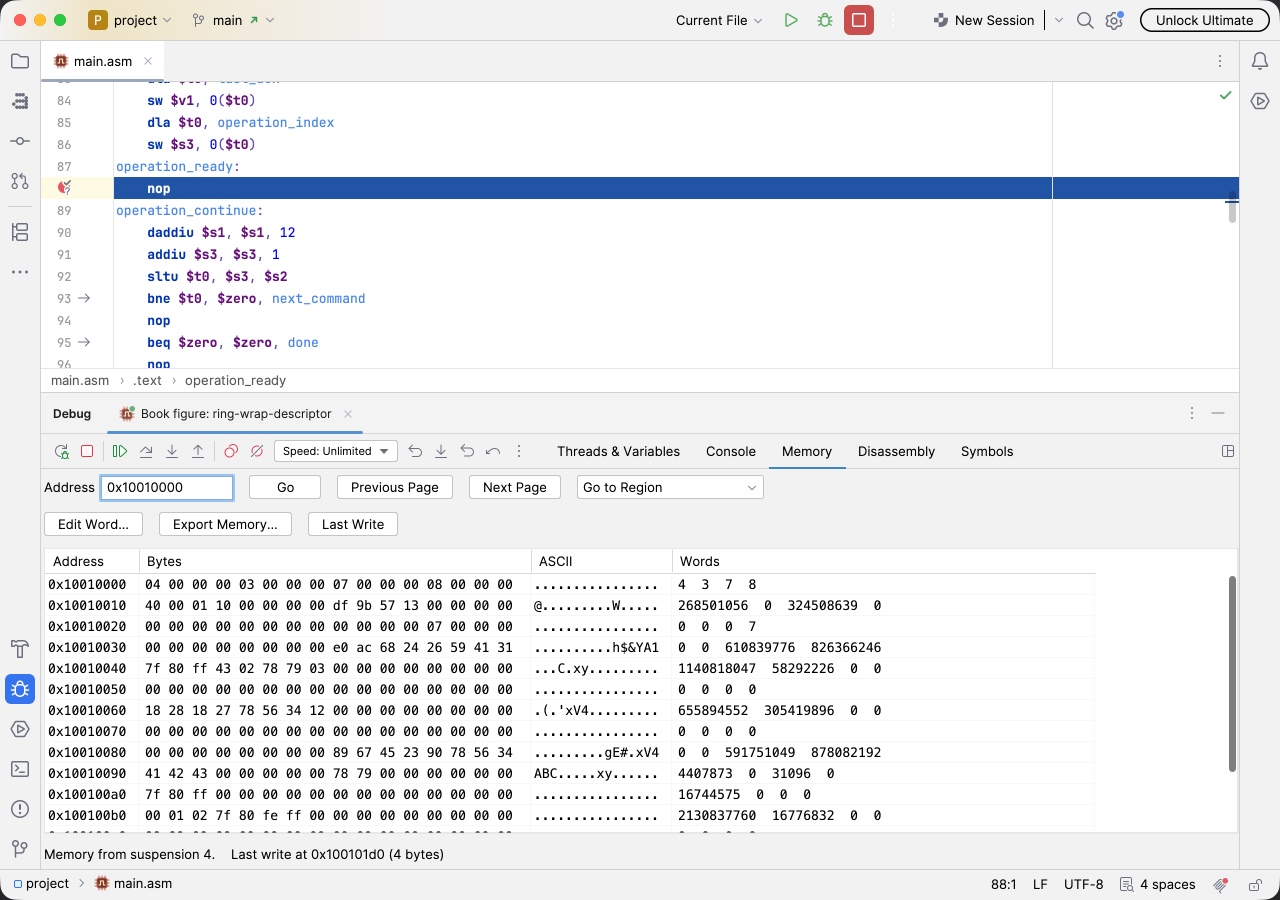 P project main Current File New Session Unlock Ultimate
main.asm
84 sw $v1, 0($t0)
85 dla $t0, operation_index
86 sw $s3, 0($t0)
87 operation_ready:
nop
89 operation_continue:
90 daddiu $s1, $s1, 12
91 addiu $s3, $s3, 1
92 sltu $t0, $s3, $s2
93 bne $t0, $zero, next_command
94 nop
95 beq $zero, $zero, done
96 nop
main.asm › .text › operation_ready
Debug Book figure: ring-wrap-descriptor
Speed: Unlimited Threads & Variables Console Memory Disassembly Symbols
Address 0x10010000 Go Previous Page Next Page Go to Region
Edit Word... Export Memory... Last Write
Address Bytes ASCII Words
0x10010000 04 00 00 00 03 00 00 00 07 00 00 00 08 00 00 00 ................ 4 3 7 8
0x10010010 40 00 01 10 00 00 00 00 df 9b 57 13 00 00 00 00 @.........W..... 268501056 0 324508639 0
0x10010020 00 00 00 00 00 00 00 00 00 00 00 00 07 00 00 00 ................ 0 0 0 7
0x10010030 00 00 00 00 00 00 00 00 e0 ac 68 24 26 59 41 31 ..........h$&YA1 0 0 610839776 826366246
0x10010040 7f 80 ff 43 02 78 79 03 00 00 00 00 00 00 00 00 ...C.xy......... 1140818047 58292226 0 0
0x10010050 00 00 00 00 00 00 00 00 00 00 00 00 00 00 00 00 ................ 0 0 0 0
0x10010060 18 28 18 27 78 56 34 12 00 00 00 00 00 00 00 00 .(.'xV4......... 655894552 305419896 0 0
0x10010070 00 00 00 00 00 00 00 00 00 00 00 00 00 00 00 00 ................ 0 0 0 0
0x10010080 00 00 00 00 00 00 00 00 89 67 45 23 90 78 56 34 .........gE#.xV4 0 0 591751049 878082192
0x10010090 41 42 43 00 00 00 00 00 78 79 00 00 00 00 00 00 ABC.....xy...... 4407873 0 31096 0
0x100100a0 7f 80 ff 00 00 00 00 00 00 00 00 00 00 00 00 00 ................ 16744575 0 0 0
0x100100b0 00 01 02 7f 80 fe ff 00 00 00 00 00 00 00 00 00 ................ 2130837760 16776832 0 0
Memory from suspension 4. Last write at 0x100101d0 (4 bytes)
project › main.asm 88:1 LF UTF-8 4 spaces